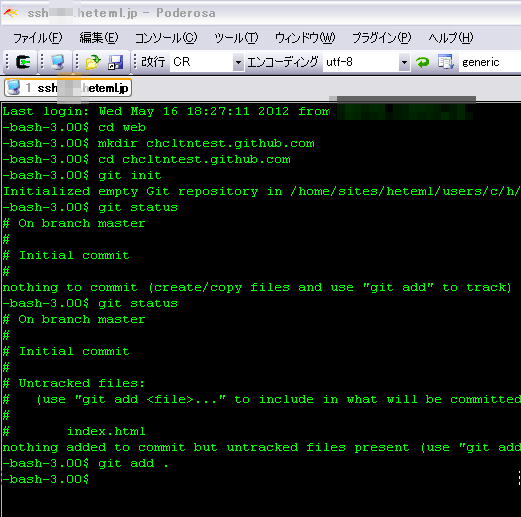 ssh heteml.jp - Poderosa
ファイル(F) 編集(E) コンソール(C) ツール(T) ウィンドウ(W) プラグイン(P) ヘルプ(H)
改行 CR エンコーディング utf-8 generic
1 ssh heteml.jp
Last login: Wed May 16 18:27:11 2012 from
-bash-3.00$ cd web
-bash-3.00$ mkdir chcltntest.github.com
-bash-3.00$ cd chcltntest.github.com
-bash-3.00$ git init
Initialized empty Git repository in /home/sites/heteml/users/c/h/
-bash-3.00$ git status
# On branch master
#
# Initial commit
#
nothing to commit (create/copy files and use "git add" to track)
-bash-3.00$ git status
# On branch master
#
# Initial commit
#
# Untracked files:
#   (use "git add <file>..." to include in what will be committed
#
#       index.html
nothing added to commit but untracked files present (use "git add
-bash-3.00$ git add .
-bash-3.00$